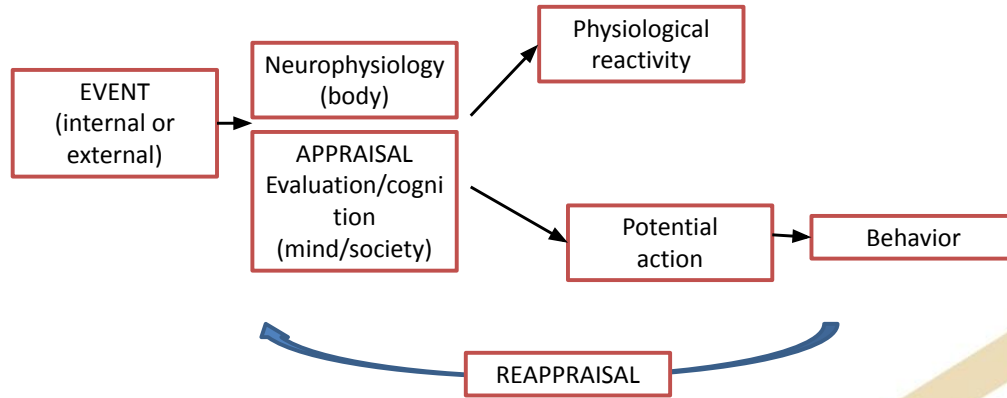 EVENT
(internal or
external)
Neurophysiology
(body)
APPRAISAL
Evaluation/cogni
tion
(mind/society)
Physiological
reactivity
Potential
action
Behavior
REAPPRAISAL